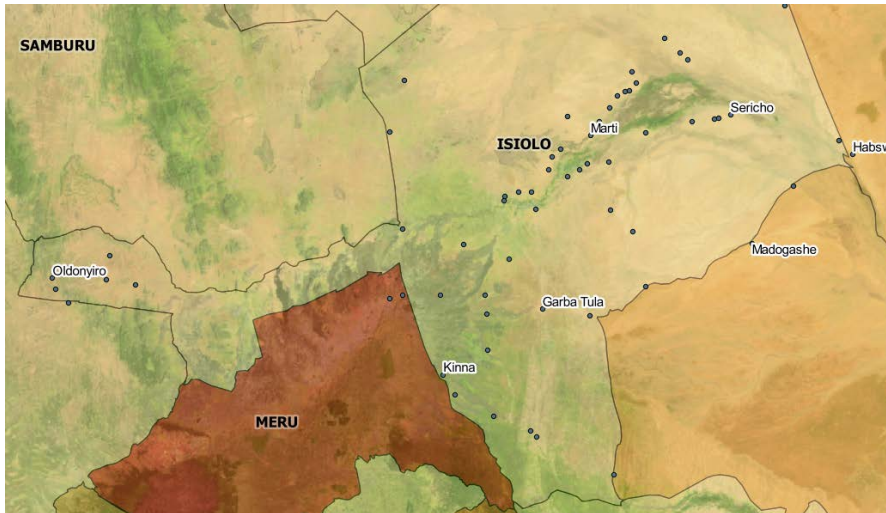 SAMBURU
Sericho
Marti
ISIOLO
Habsw
Madogashe
Oldonyiro
Garba Tula
Kinna
MERU